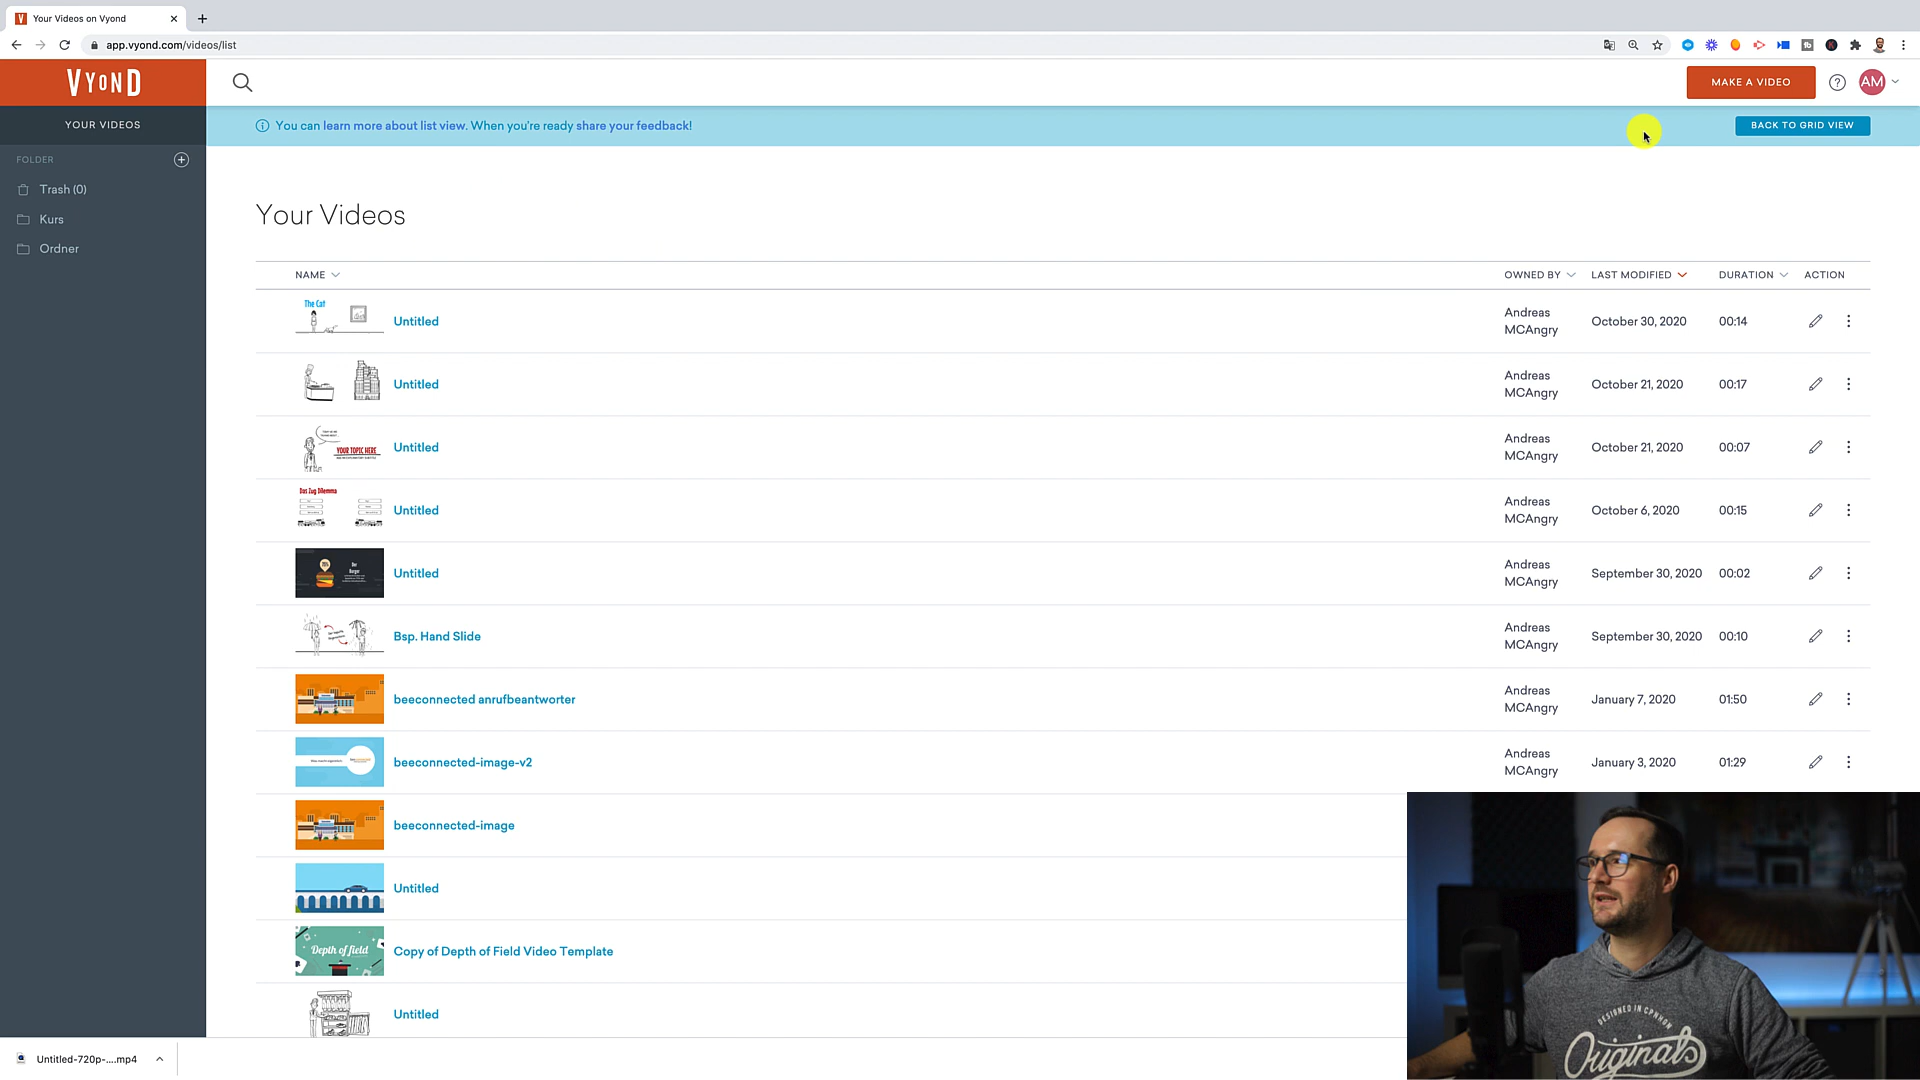 Your Videos on Vyond
app.vyond.com/videos/list
VYOND
MAKE A VIDEO
AM
YOUR VIDEOS
You can learn more about list view. When you're ready share your feedback!
BACK TO GRID VIEW
FOLDER
Trash (0)
Kurs
Ordner
Your Videos
NAME OWNED BY LAST MODIFIED DURATION ACTION
The Cat
Untitled
Andreas
MCAngry
October 30, 2020
00:14
Untitled
Andreas
MCAngry
October 21, 2020
00:17
YOUR TOPIC HERE
Untitled
Andreas
MCAngry
October 21, 2020
00:07
Das Zug Dilemma
Untitled
Andreas
MCAngry
October 6, 2020
00:15
Der
Burger
Untitled
Andreas
MCAngry
September 30, 2020
00:02
Bsp. Hand Slide
Andreas
MCAngry
September 30, 2020
00:10
beeconnected anrufbeantworter
Andreas
MCAngry
January 7, 2020
01:50
beeconnected-image-v2
Andreas
MCAngry
January 3, 2020
01:29
beeconnected-image
Untitled
Depth of field
Copy of Depth of Field Video Template
Untitled
DESIGNED IN
Originals
Untitled-720p-....mp4